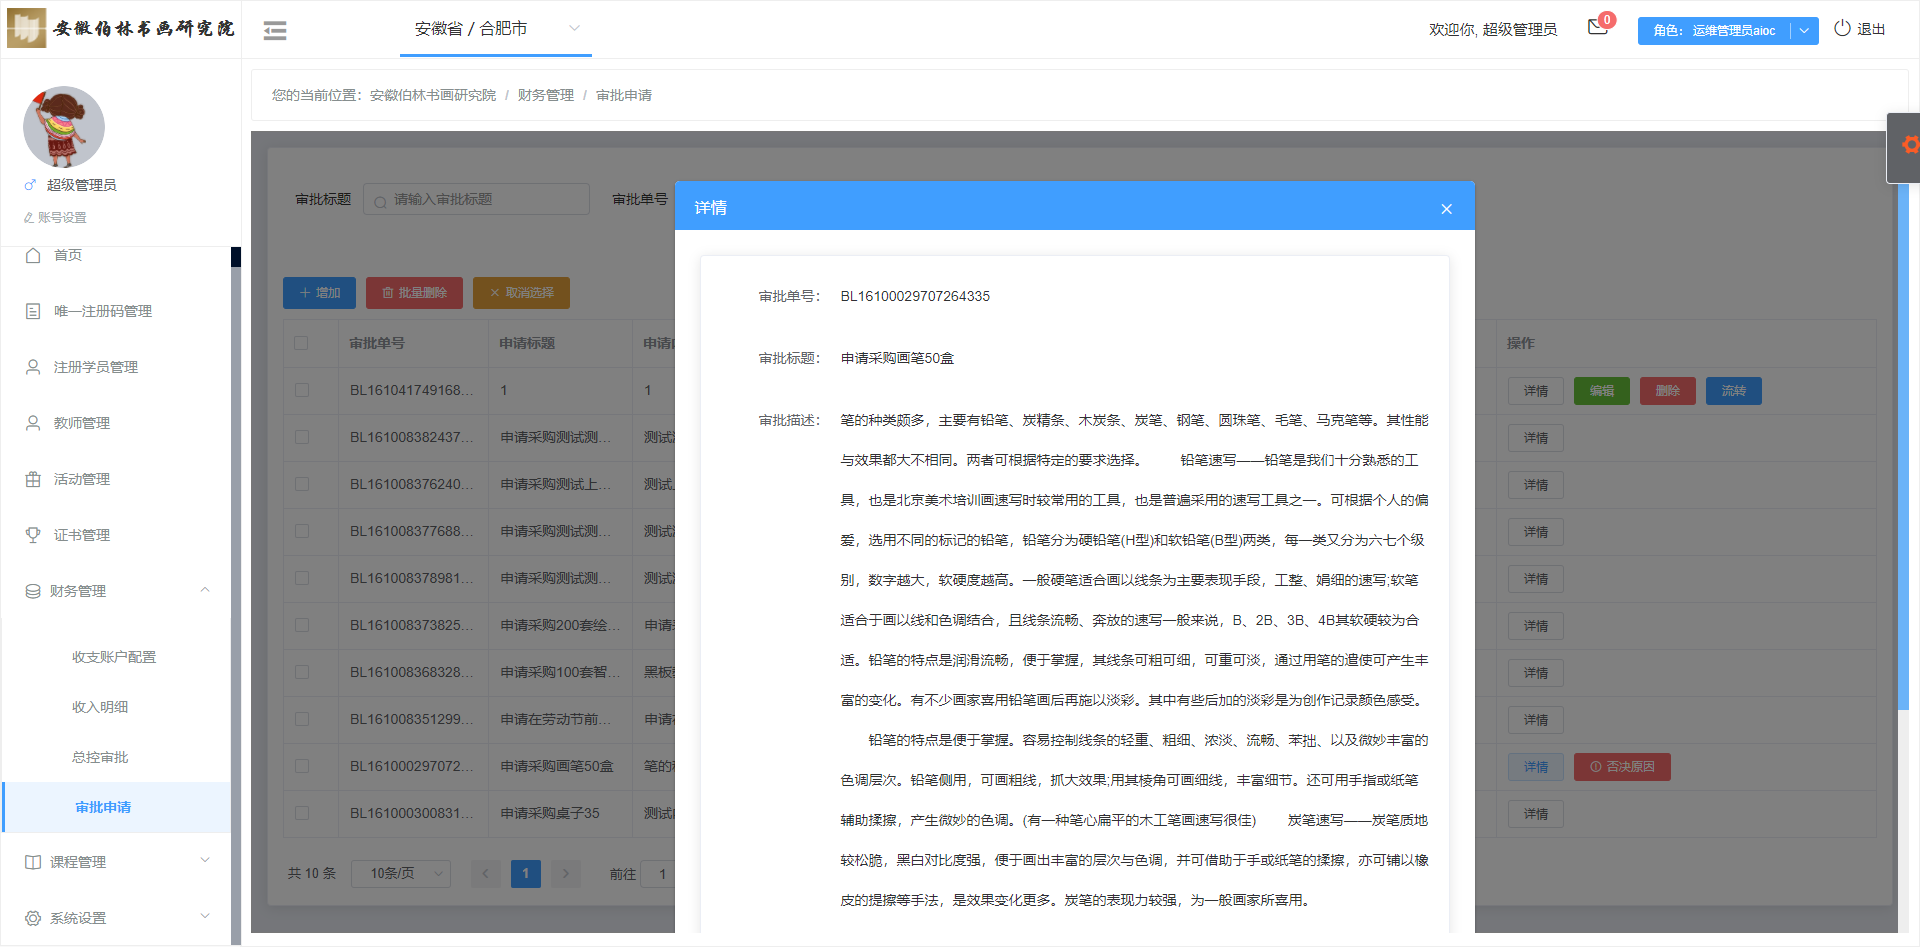 安徽伯林书画研究院
安徽省 / 合肥市
欢迎你, 超级管理员
0
角色： 运维管理员aioc
退出
超级管理员
账号设置
您的当前位置：安徽伯林书画研究院 / 财务管理 / 审批申请
首页
唯一注册码管理
注册学员管理
教师管理
活动管理
证书管理
财务管理
收支账户配置
收入明细
总控审批
审批申请
课程管理
系统设置
审批标题 请输入审批标题 审批单号
增加 批量删除 取消选择
审批单号 申请标题 申请 操作
BL161041749168... 1 1 详情 编辑 删除 流转
BL161008382437... 申请采购测试测... 测试 详情
BL161008376240... 申请采购测试上... 测试 详情
BL161008377688... 申请采购测试测... 测试 详情
BL161008378981... 申请采购测试测... 测试 详情
BL161008373825... 申请采购200套绘... 申请 详情
BL161008368328... 申请采购100套智... 黑板 详情
BL161008351299... 申请在劳动节前... 申请 详情
BL161000297072... 申请采购画笔50盒 笔的 详情 否决原因
BL161000300831... 申请采购桌子35 测试 详情
共 10 条 10条/页 1 前往 1
详情
审批单号： BL16100029707264335
审批标题： 申请采购画笔50盒
审批描述： 笔的种类颇多，主要有铅笔、炭精条、木炭条、炭笔、钢笔、圆珠笔、毛笔、马克笔等。其性能
与效果都大不相同。两者可根据特定的要求选择。 铅笔速写——铅笔是我们十分熟悉的工
具，也是北京美术培训画速写时较常用的工具，也是普遍采用的速写工具之一。可根据个人的偏
爱，选用不同的标记的铅笔，铅笔分为硬铅笔(H型)和软铅笔(B型)两类，每一类又分为六七个级
别，数字越大，软硬度越高。一般硬笔适合画以线条为主要表现手段，工整、娟细的速写;软笔
适合于画以线和色调结合，且线条流畅、奔放的速写一般来说，B、2B、3B、4B其软硬较为合
适。铅笔的特点是润滑流畅，便于掌握，其线条可粗可细，可重可淡，通过用笔的遣使可产生丰
富的变化。有不少画家喜用铅笔画后再施以淡彩。其中有些后加的淡彩是为创作记录颜色感受。
铅笔的特点是便于掌握。容易控制线条的轻重、粗细、浓淡、流畅、苯拙、以及微妙丰富的
色调层次。铅笔侧用，可画粗线，抓大效果;用其棱角可画细线，丰富细节。还可用手指或纸笔
辅助揉擦，产生微妙的色调。(有一种笔心扁平的木工笔画速写很佳) 炭笔速写——炭笔质地
较松脆，黑白对比度强，便于画出丰富的层次与色调，并可借助于手或纸笔的揉擦，亦可辅以橡
皮的提擦等手法，是效果变化更多。炭笔的表现力较强，为一般画家所喜用。